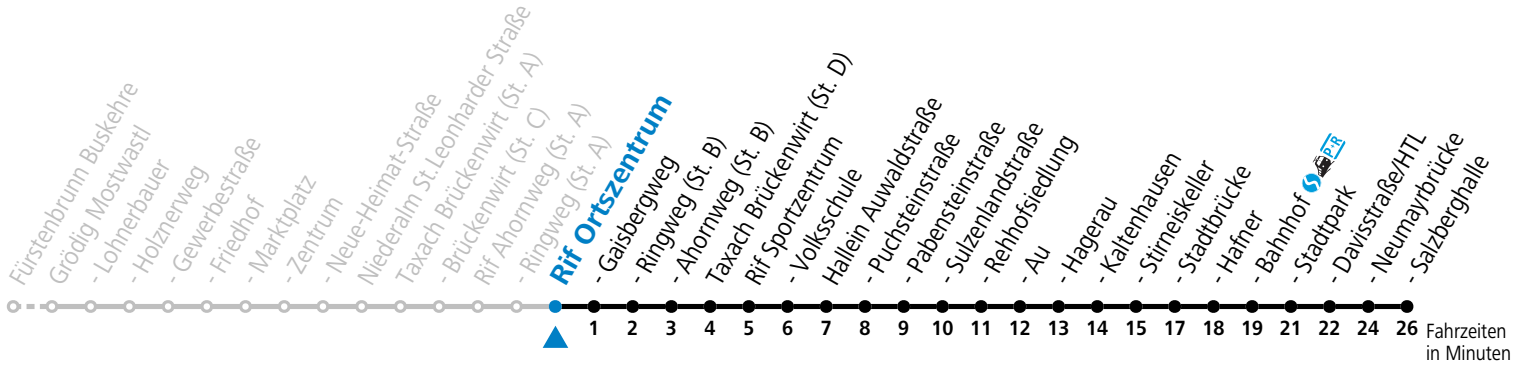 Fürstenbrunn Buskehre
Grödig Mostwastl
- Lohnerbauer
- Holznerweg
- Gewerbestraße
- Friedhof
- Marktplatz
- Zentrum
- Neue-Heimat-Straße
Niederalm St. Leonharder Straße
Taxach Brückenwirt (St. A)
- Brückenwirt (St. C)
Rif Ahornweg (St. A)
- Ringweg (St. A)
Rif Ortszentrum
- Gaisbergweg
- Ringweg (St. B)
- Ahornweg (St. B)
Taxach Brückenwirt (St. D)
Rif Sportzentrum
- Volksschule
Hallein Auwaldstraße
- Puchsteinstraße
- Pabensteinstraße
- Sulzenlandstraße
- Rehhofsiedlung
- Au
- Hagerau
- Kaltenhausen
- Stirneiskeller
- Stadtbrücke
- Hafner
- Bahnhof S P+R
- Stadtpark
- Davisstraße/HTL
- Neumayrbrücke
- Salzberghalle
1 2 3 4 5 6 7 8 9 10 11 12 13 14 15 17 18 19 21 22 24 26 Fahrzeiten
in Minuten